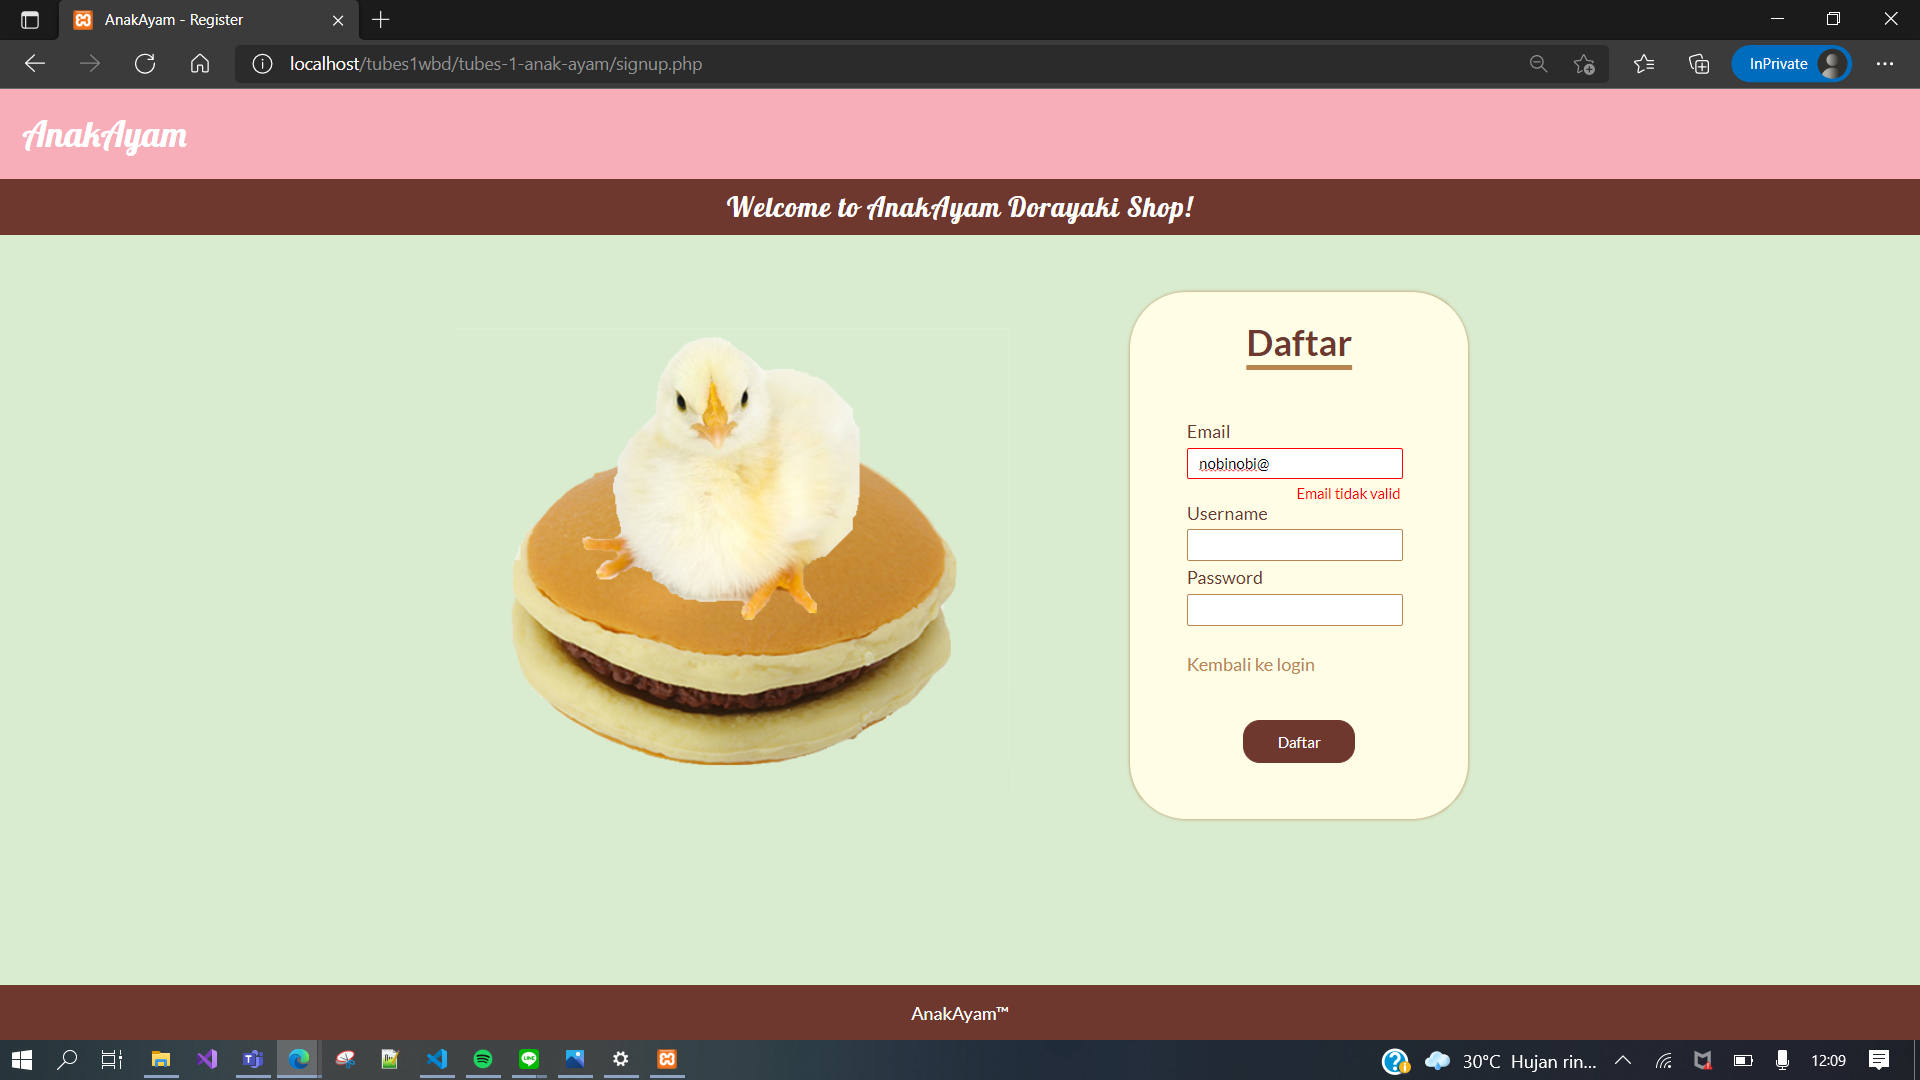 AnakAyam - Register
localhost/tubes1wbd/tubes-1-anak-ayam/signup.php
InPrivate
AnakAyam
Welcome to AnakAyam Dorayaki Shop!
Daftar
Email
nobinobi@
Email tidak valid
Username
Password
Kembali ke login
Daftar
AnakAyam™
30°C Hujan rin...
12:09